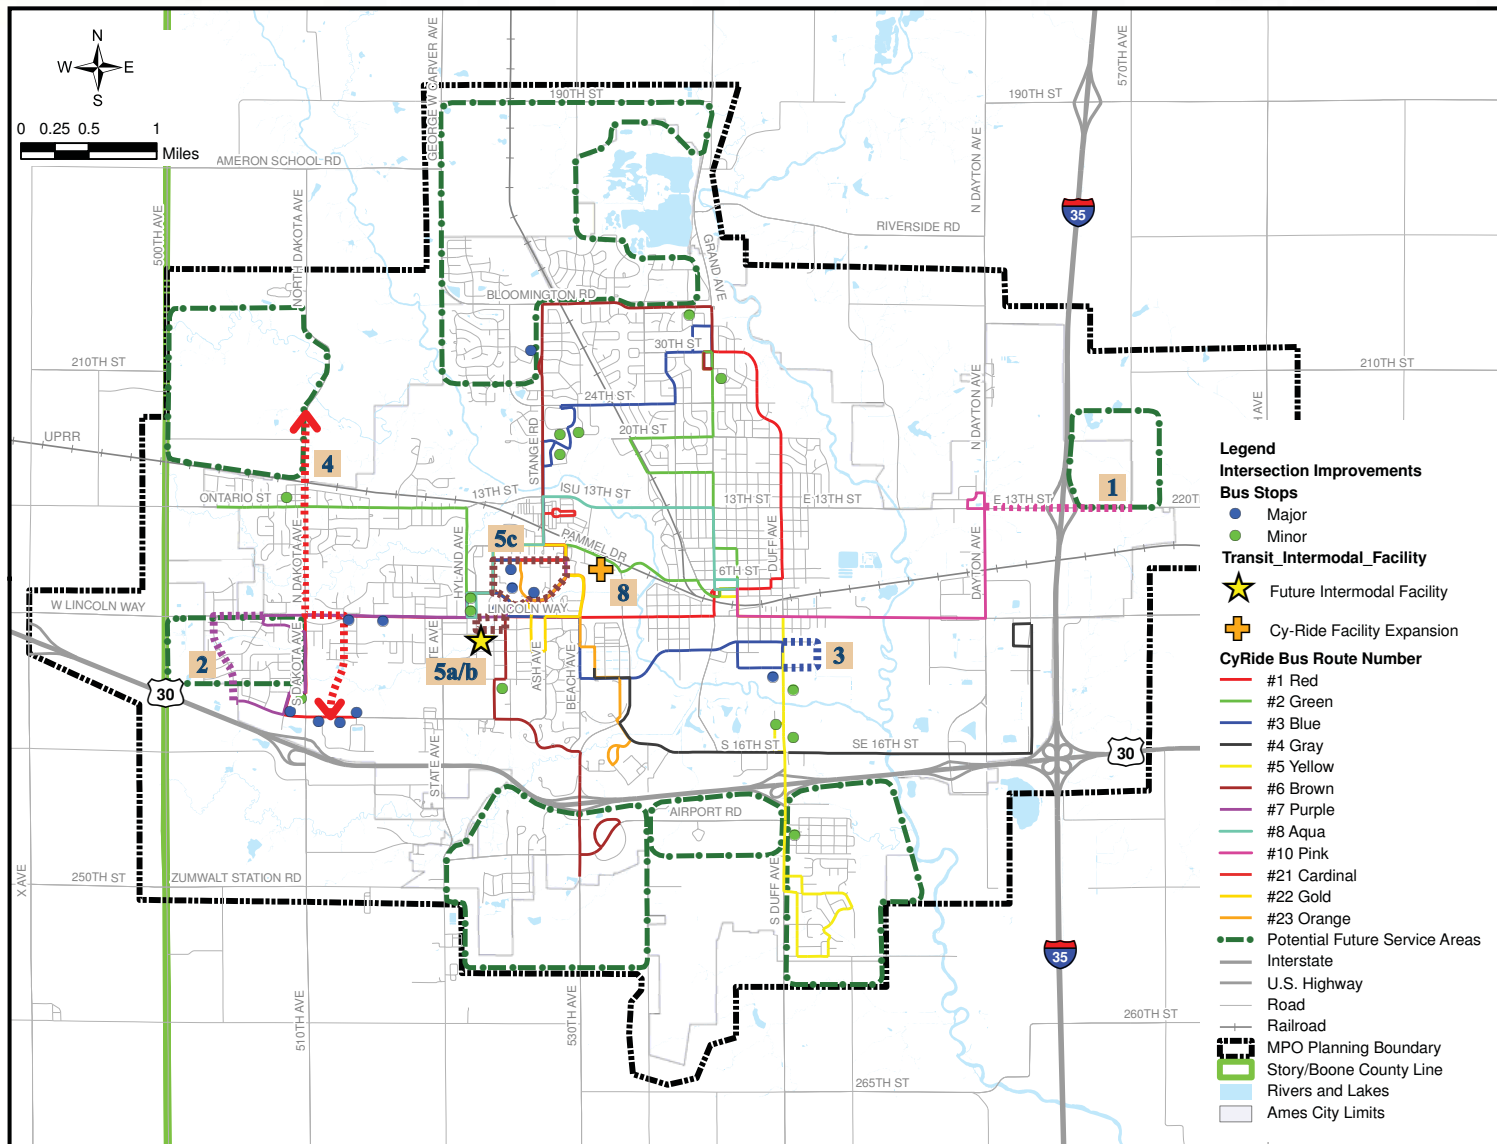 N
W E
S
0 0.25 0.5 1
Miles
AMERON SCHOOL RD
GEORGE W CARVER AVE
190TH ST
190TH ST
570TH AVE
500TH AVE
NORTH DAKOTA AVE
N DAYTON AVE
35
RIVERSIDE RD
GRAND AVE
BLOOMINGTON RD
210TH ST
30TH ST
210TH ST
24TH ST
N DAYTON AVE
AVE
UPRR
STANGE RD
20TH ST
4
1
ONTARIO ST
13TH ST
ISU 13TH ST
13TH ST
E 13TH ST
E 13TH ST
220T
N DAKOTA AVE
HYLAND AVE
5c
PAMMEL DR
DUFF AVE
DAYTON AVE
6TH ST
8
W LINCOLN WAY
LINCOLN WAY
2
S DAKOTA AVE
TE AVE
5a/b
ASH AVE
BEACH AVE
3
30
S 16TH ST
SE 16TH ST
30
STATE AVE
AIRPORT RD
X AVE
250TH ST
ZUMWALT STATION RD
S DUFF AVE
35
510TH AVE
530TH AVE
260TH ST
265TH ST
Legend
Intersection Improvements
Bus Stops
Major
Minor
Transit_Intermodal_Facility
Future Intermodal Facility
Cy-Ride Facility Expansion
CyRide Bus Route Number
#1 Red
#2 Green
#3 Blue
#4 Gray
#5 Yellow
#6 Brown
#7 Purple
#8 Aqua
#10 Pink
#21 Cardinal
#22 Gold
#23 Orange
Potential Future Service Areas
Interstate
U.S. Highway
Road
Railroad
MPO Planning Boundary
Story/Boone County Line
Rivers and Lakes
Ames City Limits